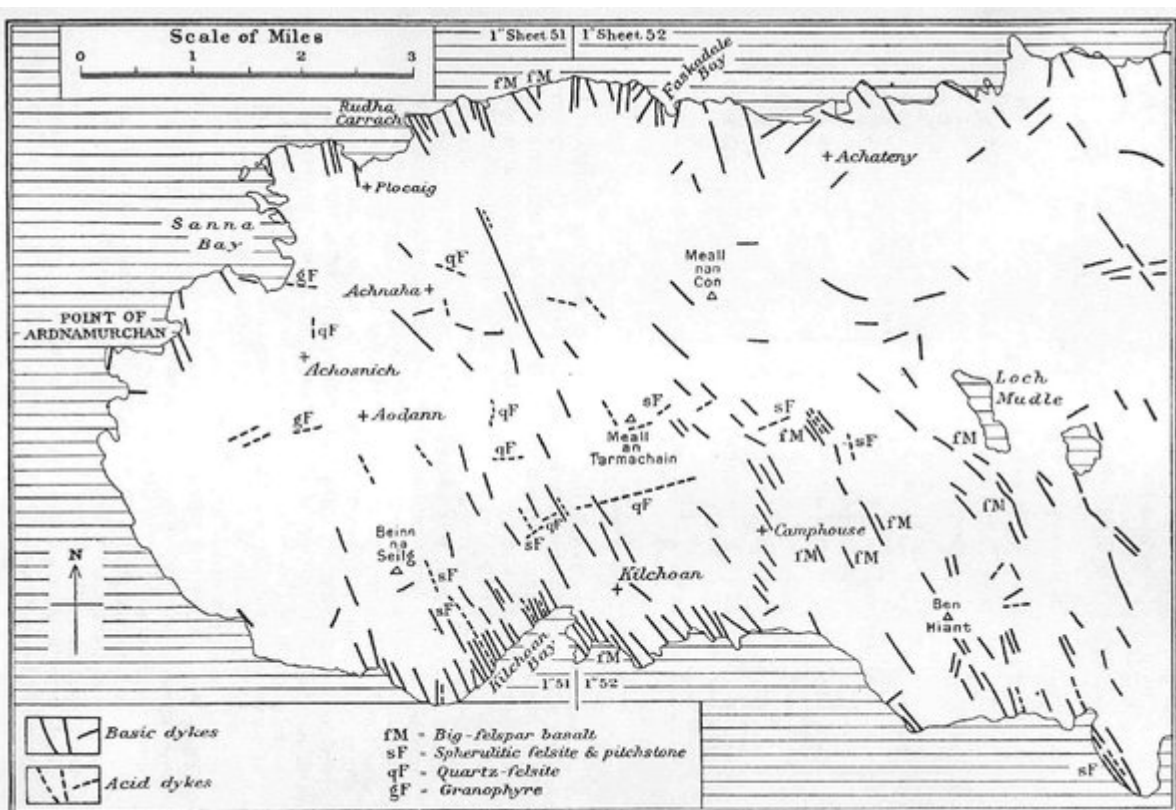 Scale of Miles
0 1 2 3
1" Sheet 51
1" Sheet 52
fM fM
Faskadale
Bay
Rudha
Carrach
+ Achateny
+ Plocaig
Sanna
Bay
qF
Meall
nan
Con
gF
Achnaha +
POINT OF
ARDNAMURCHAN
qF
+
Achosnich
Loch
Mudle
sF
sF
qF
gF
+ Aodann
Meall
an
Tarmachain
fM
sF
fM
qF
qF
fM
qF
sF
fM
+ Camphouse
N
Beinn
na
Seilg
fM
fM
sF
Kilchoan
+
sF
Ben
Hiant
Kilchoan
Bay
fM
1" 51
1" 52
Basic dykes
Acid dykes
fM = Big-felspar basalt
sF = Spherulitic felsite & pitchstone
qF = Quartz-felsite
gF = Granophyre
sF